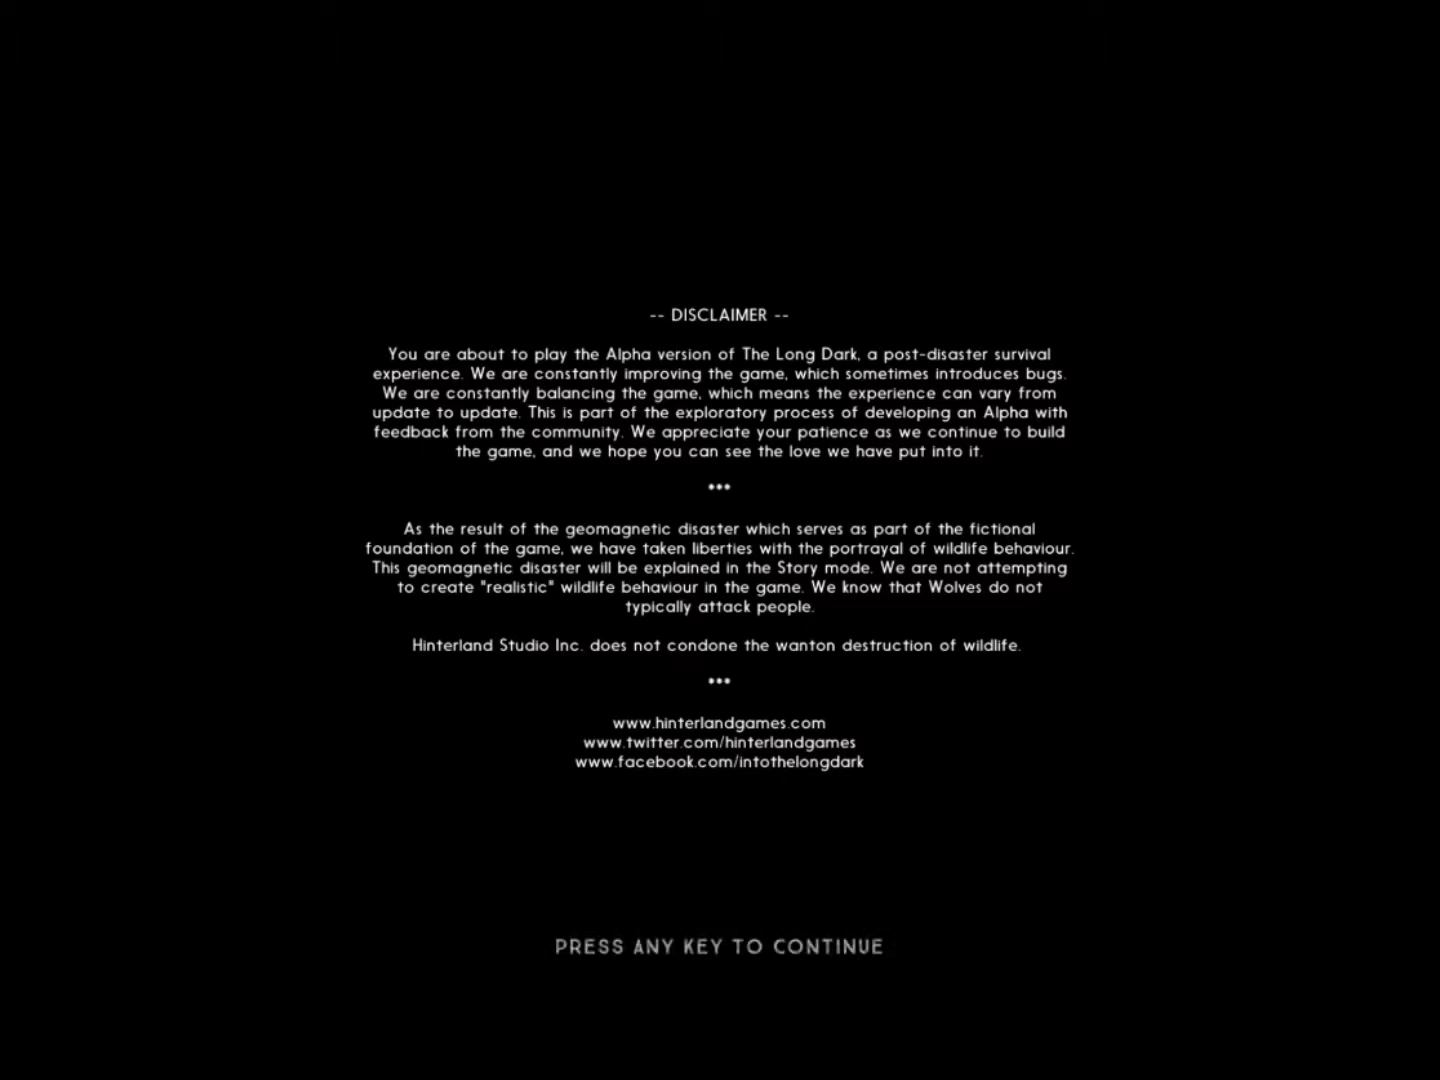 -- DISCLAIMER --
You are about to play the Alpha version of The Long Dark, a post-disaster survival
experience. We are constantly improving the game, which sometimes introduces bugs.
We are constantly balancing the game, which means the experience can vary from
update to update. This is part of the exploratory process of developing an Alpha with
feedback from the community. We appreciate your patience as we continue to build
the game, and we hope you can see the love we have put into it.
***
As the result of the geomagnetic disaster which serves as part of the fictional
foundation of the game, we have taken liberties with the portrayal of wildlife behaviour.
This geomagnetic disaster will be explained in the Story mode. We are not attempting
to create "realistic" wildlife behaviour in the game. We know that Wolves do not
typically attack people.
Hinterland Studio Inc. does not condone the wanton destruction of wildlife.
***
www.hinterlandgames.com
www.twitter.com/hinterlandgames
www.facebook.com/intothelongdark
PRESS ANY KEY TO CONTINUE